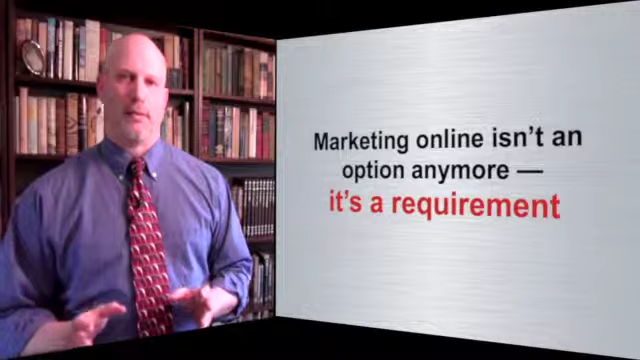 Marketing online isn't an
option anymore —
it's a requirement